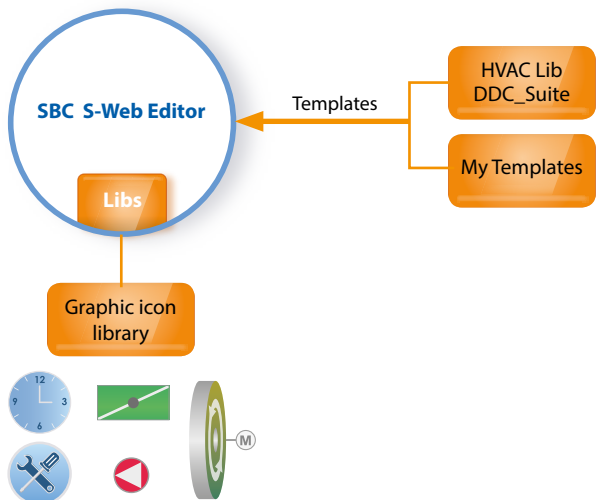 SBC S-Web Editor
Templates
HVAC Lib
DDC_Suite
My Templates
Libs
Graphic icon
library
12
9
3
6
M